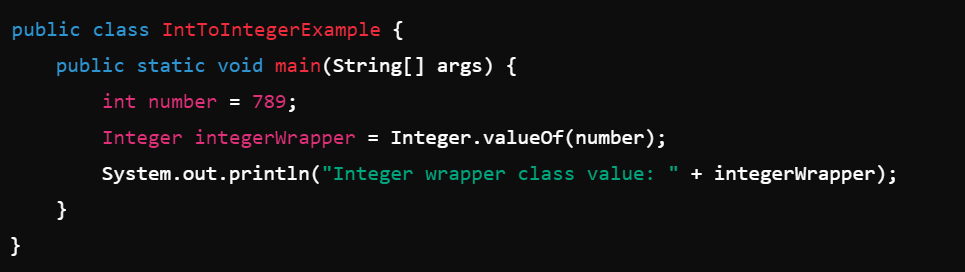 public class IntToIntegerExample {
    public static void main(String[] args) {
        int number = 789;
        Integer integerWrapper = Integer.valueOf(number);
        System.out.println("Integer wrapper class value: " + integerWrapper);
    }
}